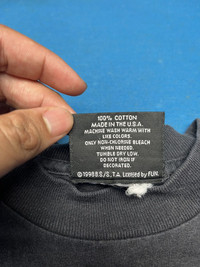 100% COTTON
MADE IN THE U.S.A.
MACHINE WASH WARM WITH
LIKE COLORS.
ONLY NON-CHLORINE BLEACH
WHEN NEEDED.
TUMBLE DRY LOW.
DO NOT IRON IF
DECORATED.
© 1998 S/S, T.A. Licensed by FUN.